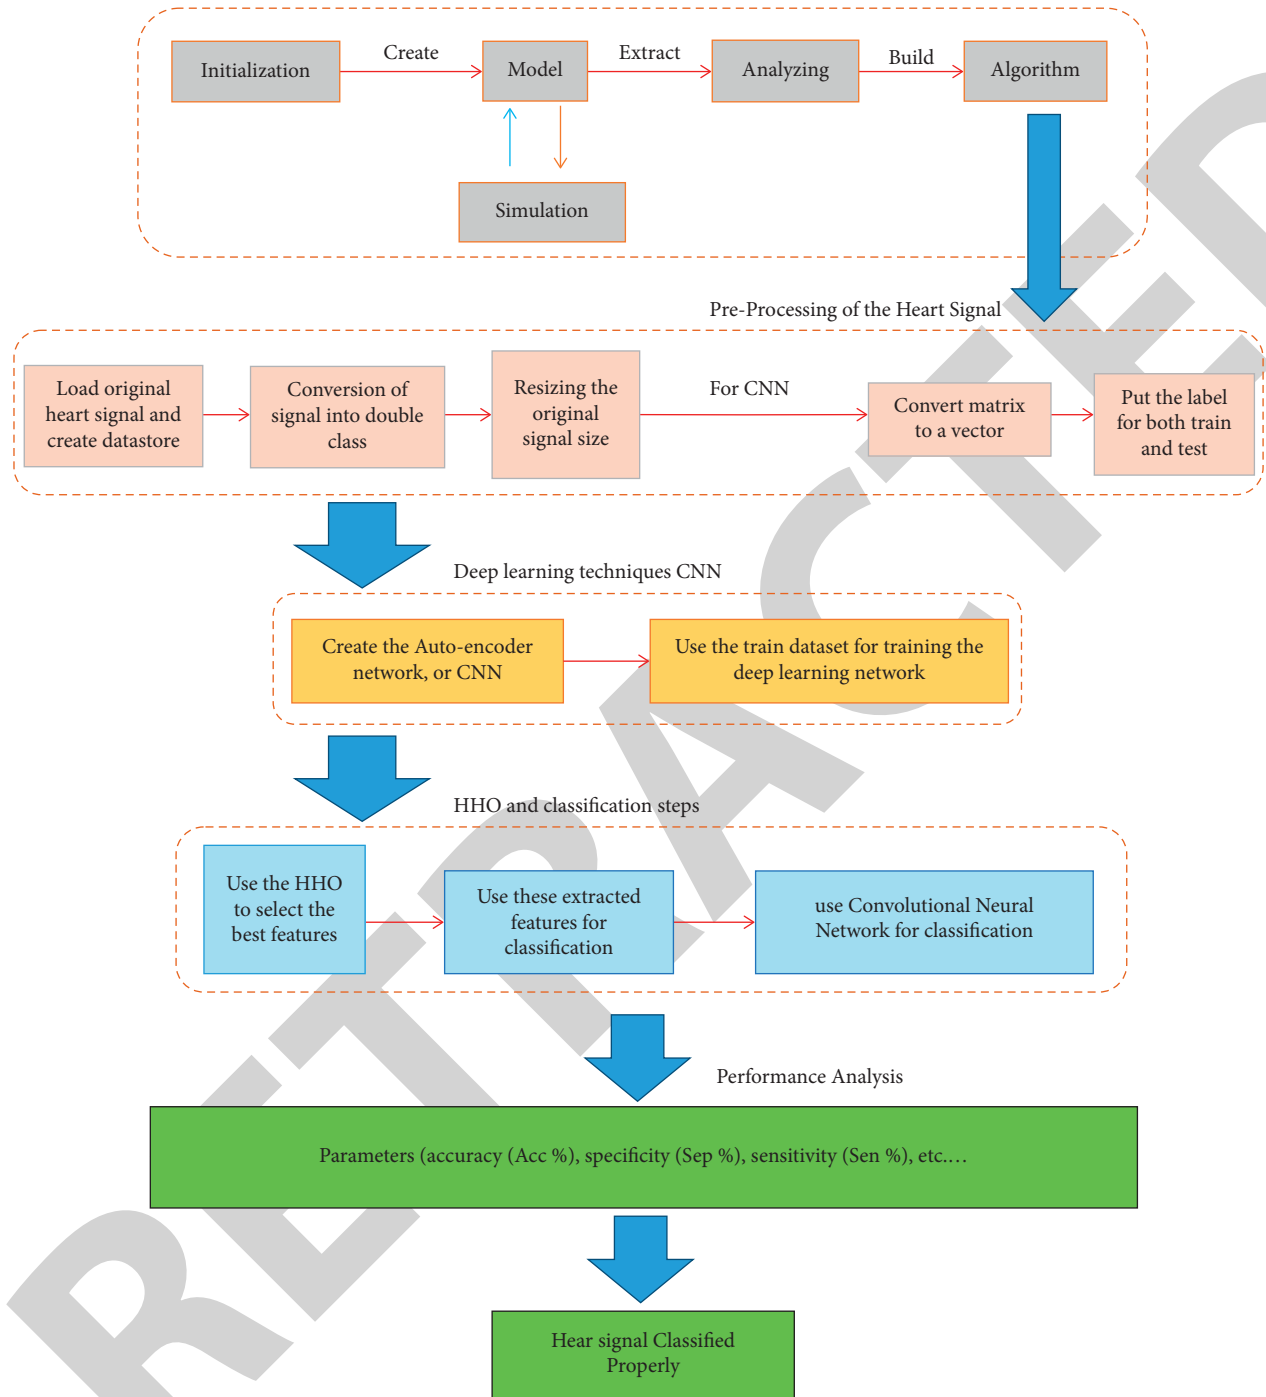 Initialization
Create
Model
Extract
Analyzing
Build
Algorithm
Simulation
Pre-Processing of the Heart Signal
Load original
heart signal and
create datastore
Conversion of
signal into double
class
Resizing the
original
signal size
For CNN
Convert matrix
to a vector
Put the label
for both train
and test
Deep learning techniques CNN
Create the Auto-encoder
network, or CNN
Use the train dataset for training the
deep learning network
HHO and classification steps
Use the HHO
to select the
best features
Use these extracted
features for
classification
use Convolutional Neural
Network for classification
Performance Analysis
Parameters (accuracy (Acc %), specificity (Sep %), sensitivity (Sen %), etc.…
Hear signal Classified
Properly
RETRACTED